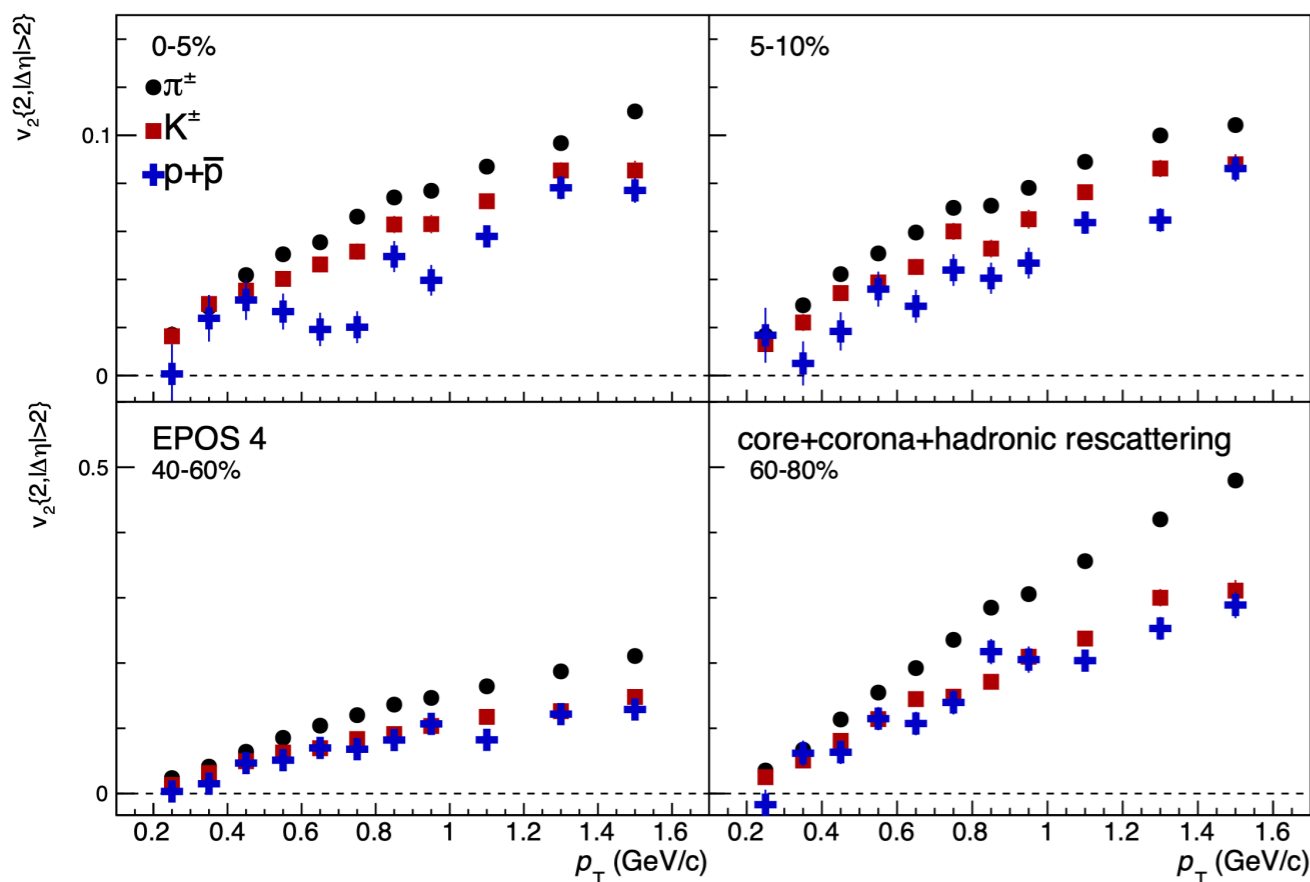 v₂{2,|Δη|>2}
0-5%
π±
K±
p+p̅
0.1
0
5-10%
v₂{2,|Δη|>2}
EPOS 4
40-60%
0.5
0
core+corona+hadronic rescattering
60-80%
0.2 0.4 0.6 0.8 1 1.2 1.4 1.6
p_T (GeV/c)
0.2 0.4 0.6 0.8 1 1.2 1.4 1.6
p_T (GeV/c)